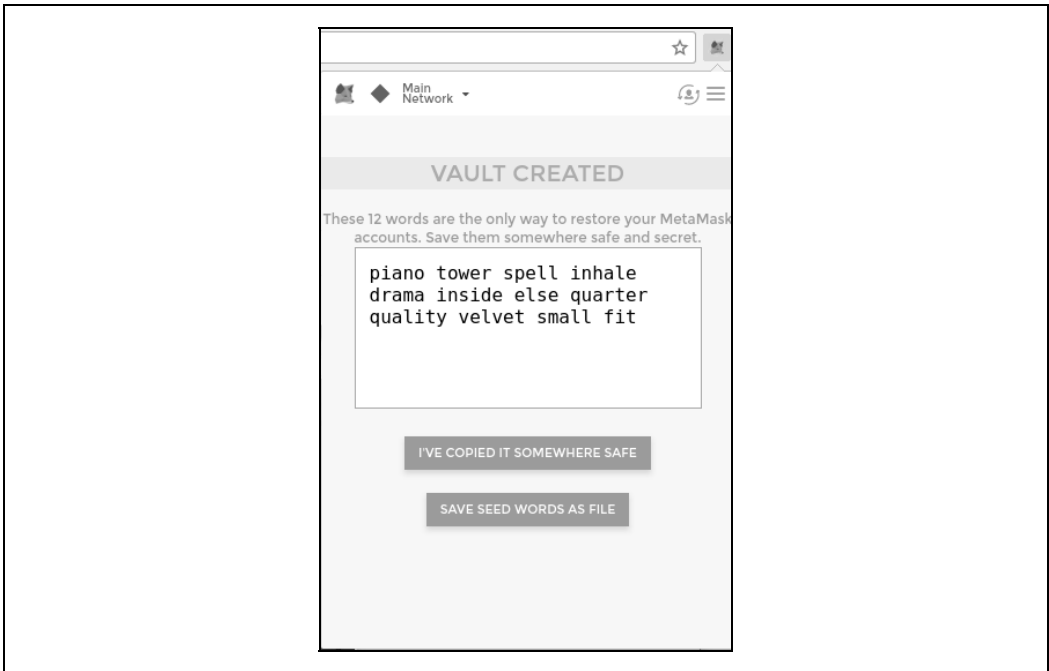 Main
Network
VAULT CREATED
These 12 words are the only way to restore your MetaMask
accounts. Save them somewhere safe and secret.
piano tower spell inhale
drama inside else quarter
quality velvet small fit
I'VE COPIED IT SOMEWHERE SAFE
SAVE SEED WORDS AS FILE